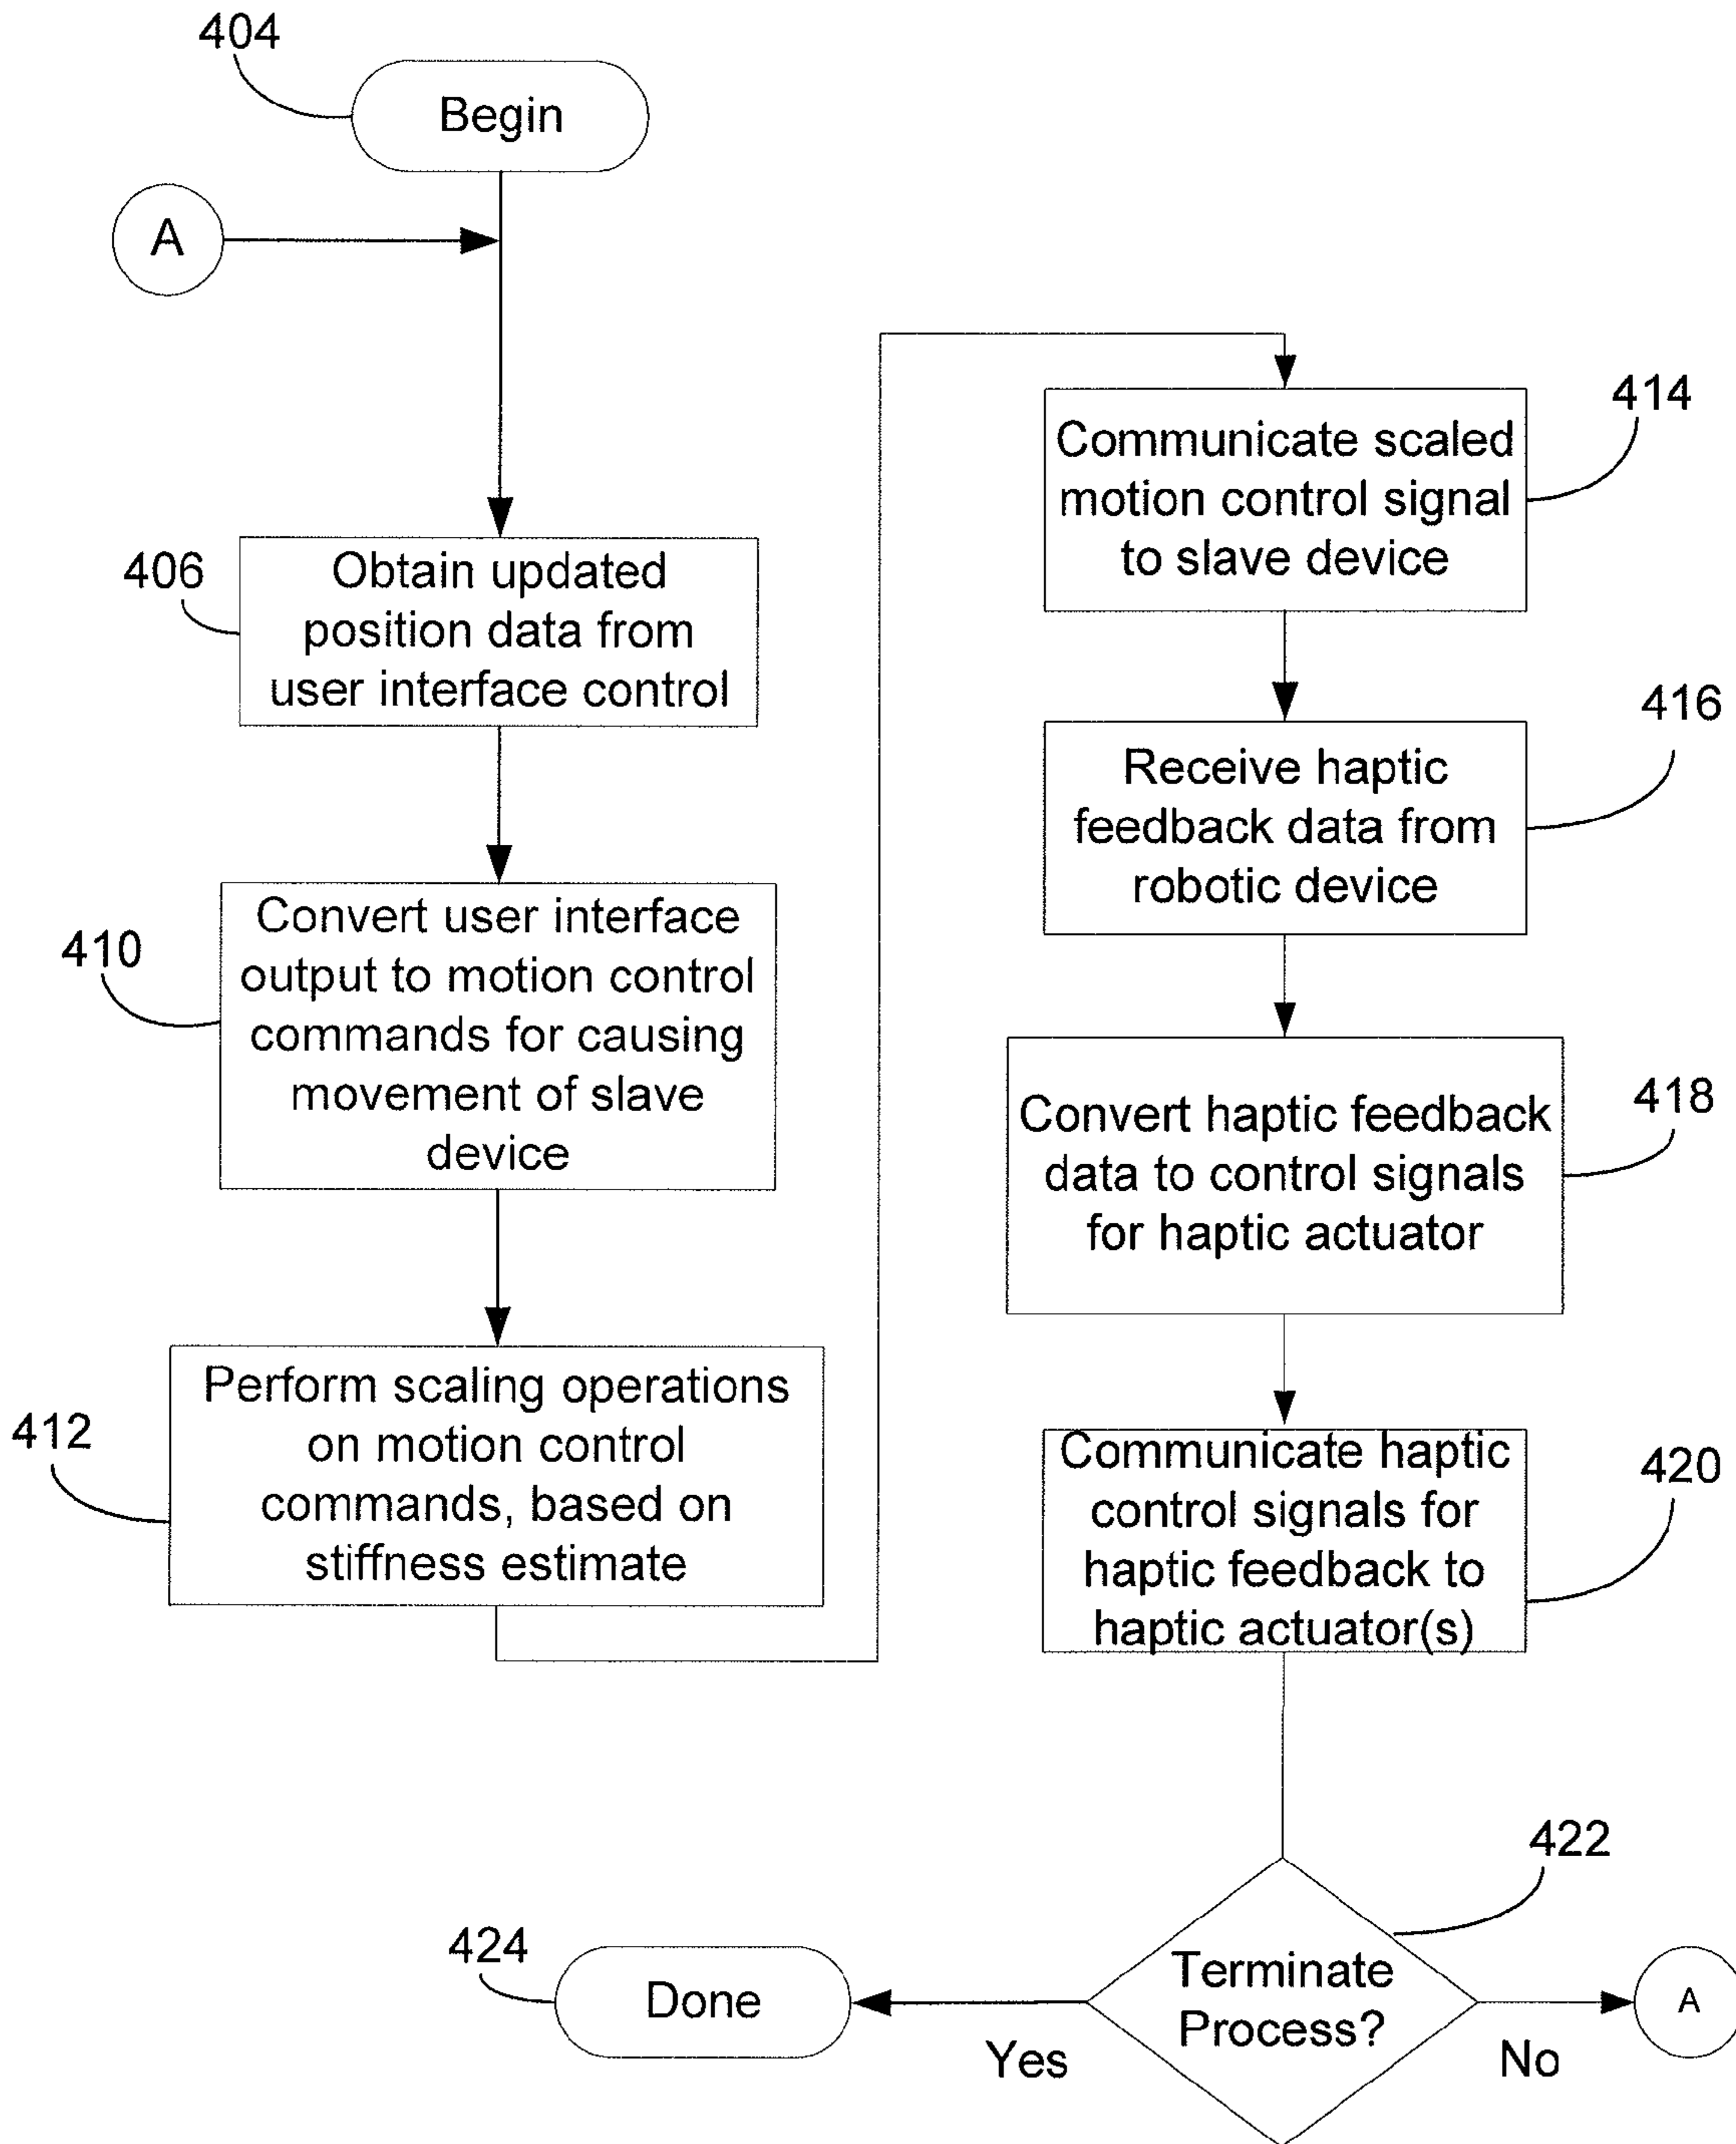 404
Begin
A
406
Obtain updated
position data from
user interface control
410
Convert user interface
output to motion control
commands for causing
movement of slave
device
412
Perform scaling operations
on motion control
commands, based on
stiffness estimate
414
Communicate scaled
motion control signal
to slave device
416
Receive haptic
feedback data from
robotic device
418
Convert haptic feedback
data to control signals
for haptic actuator
420
Communicate haptic
control signals for
haptic feedback to
haptic actuator(s)
422
Terminate
Process?
Yes
No
424
Done
A